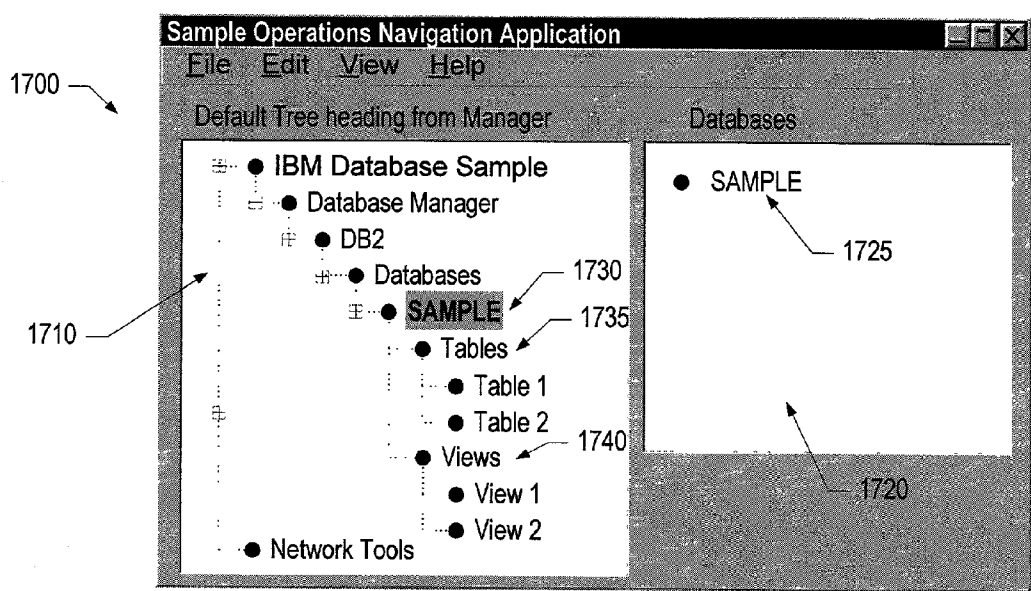 Sample Operations Navigation Application
File Edit View Help
1700
Default Tree heading from Manager
Databases
IBM Database Sample
SAMPLE
Database Manager
DB2
1725
Databases
1730
SAMPLE
1735
1710
Tables
Table 1
Table 2
1740
Views
1720
View 1
View 2
Network Tools